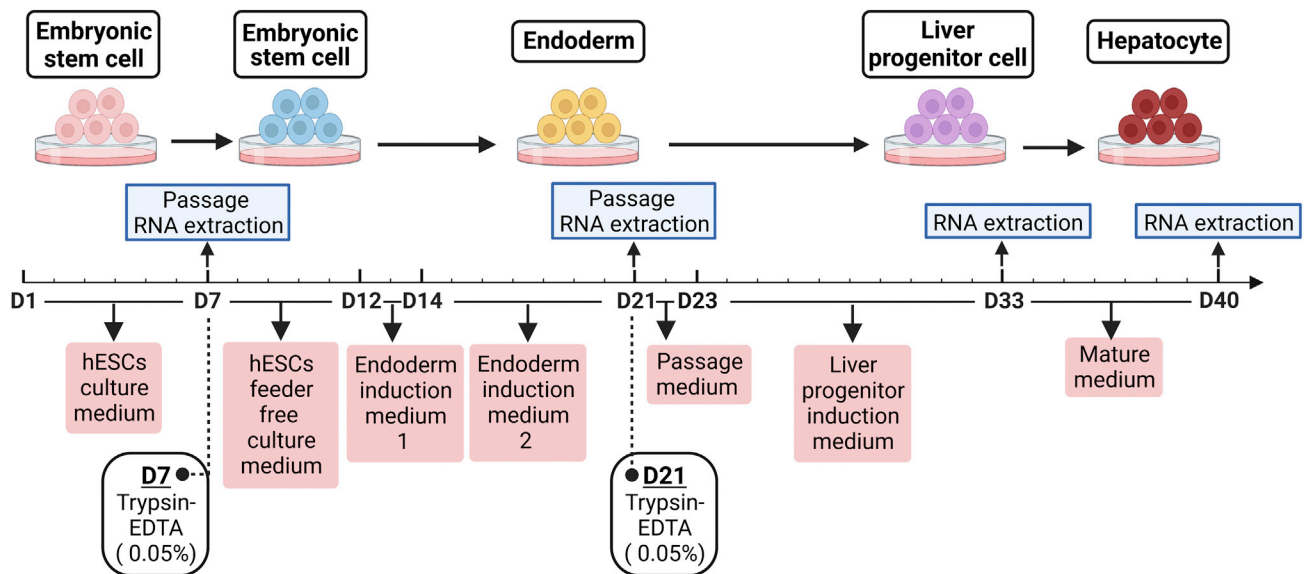 Embryonic
stem cell
Embryonic
stem cell
Endoderm
Liver
progenitor cell
Hepatocyte
Passage
RNA extraction
Passage
RNA extraction
RNA extraction
RNA extraction
D1
D7
D12
D14
D21
D23
D33
D40
hESCs
culture
medium
hESCs
feeder
free
culture
medium
Endoderm
induction
medium
1
Endoderm
induction
medium
2
Passage
medium
Liver
progenitor
induction
medium
Mature
medium
D7
Trypsin-
EDTA
( 0.05%)
D21
Trypsin-
EDTA
( 0.05%)